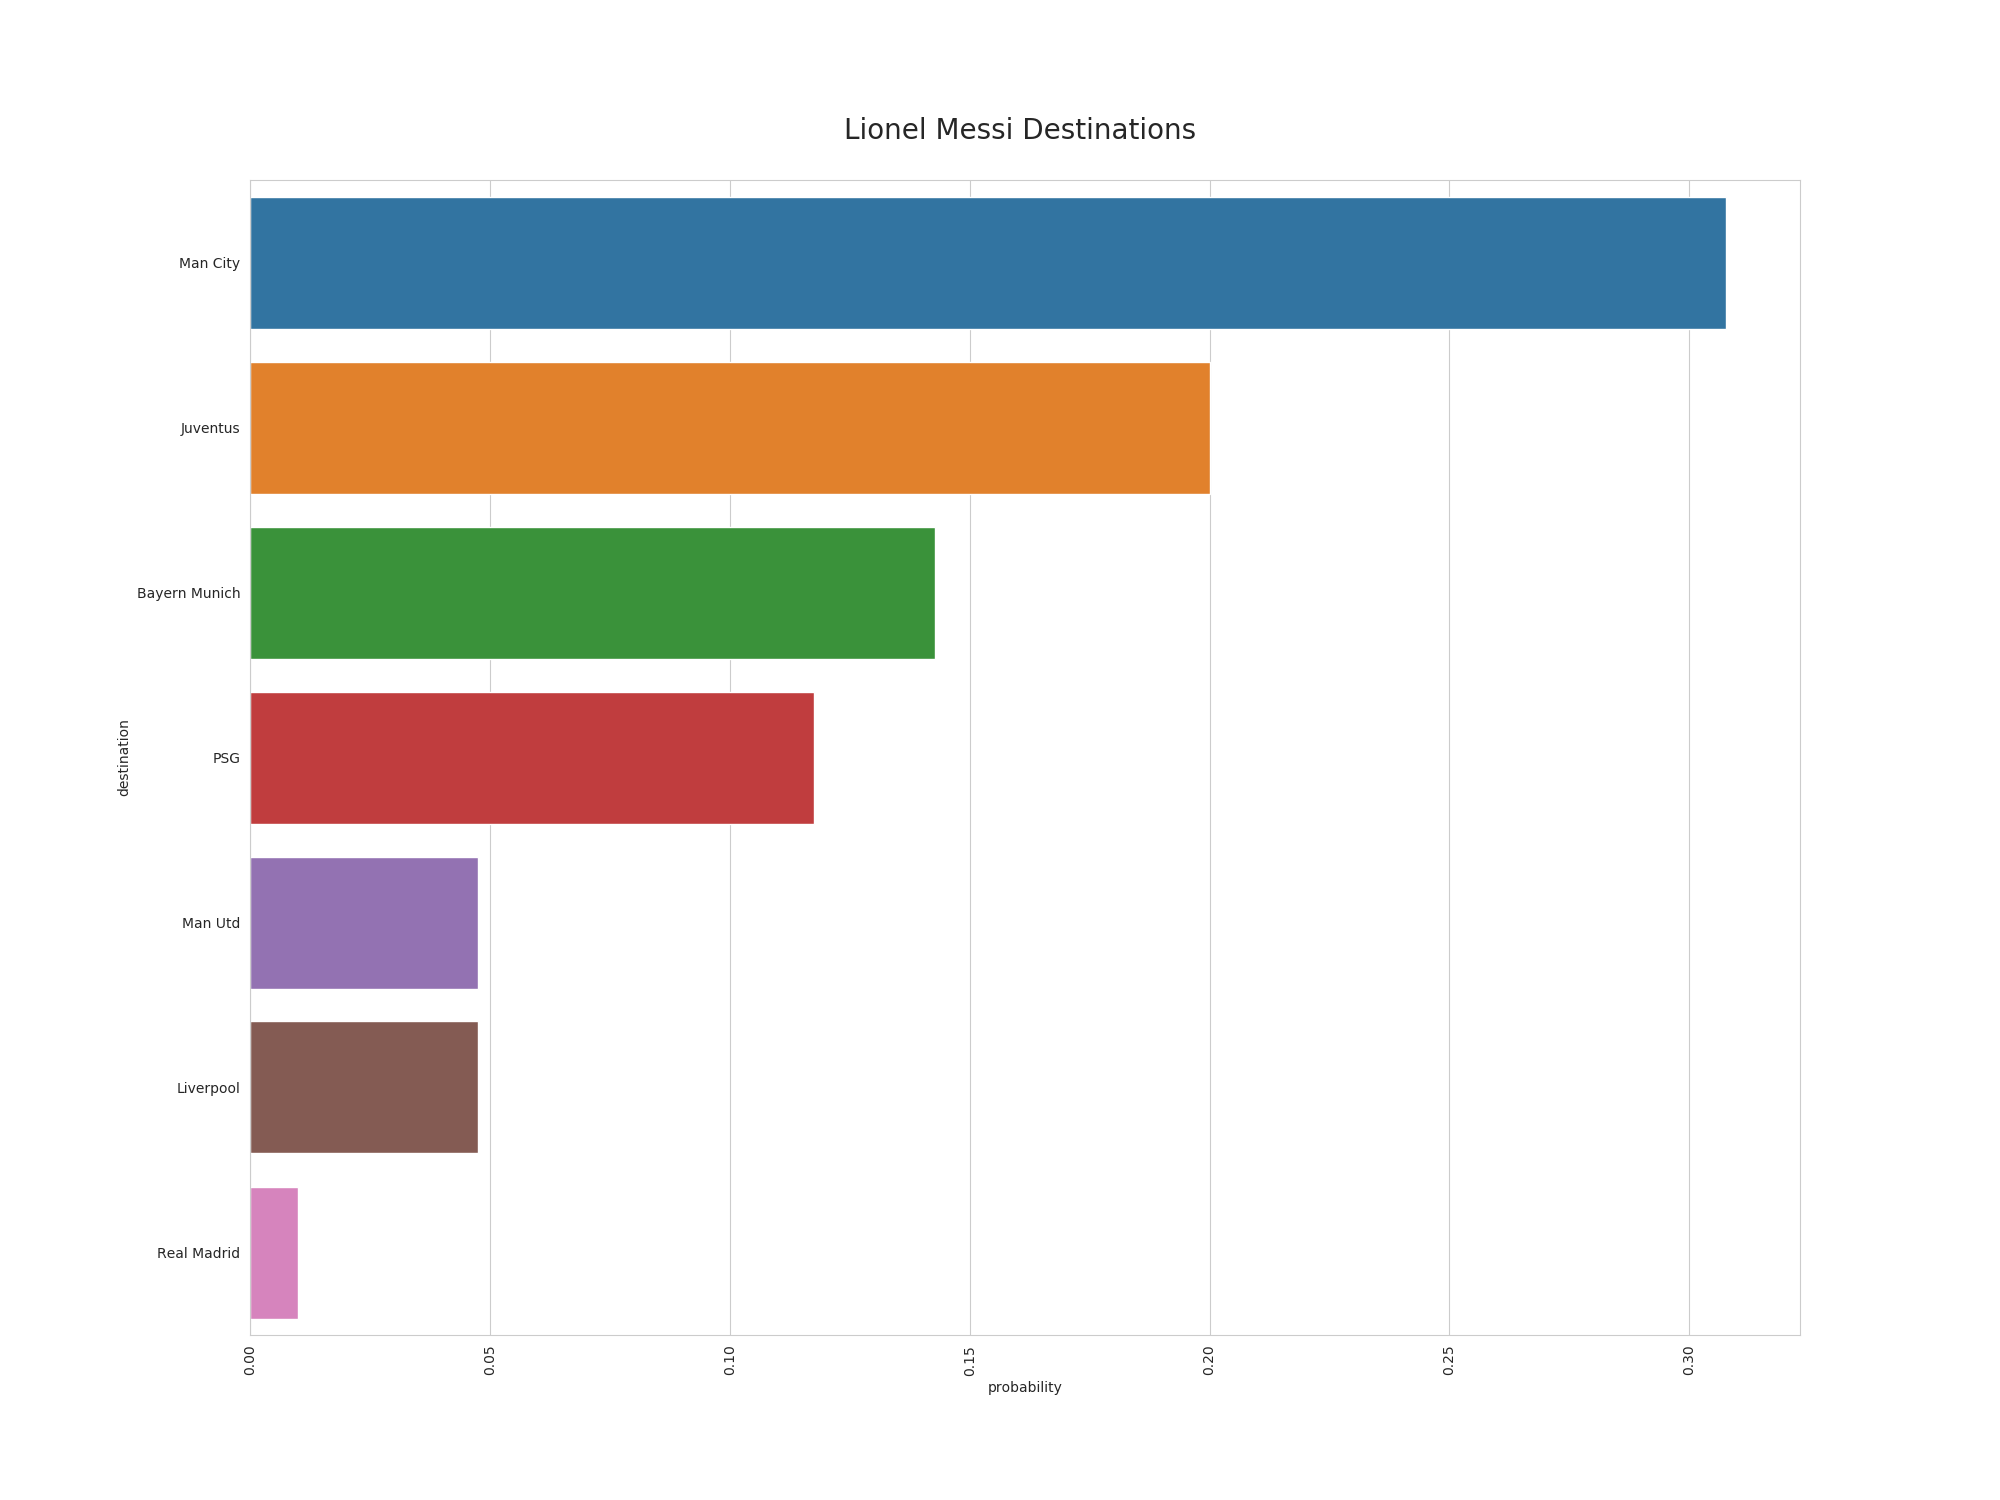 Lionel Messi Destinations
Man City
Juventus
Bayern Munich
PSG
Man Utd
Liverpool
Real Madrid
destination
0.00 0.05 0.10 0.15 0.20 0.25 0.30
probability